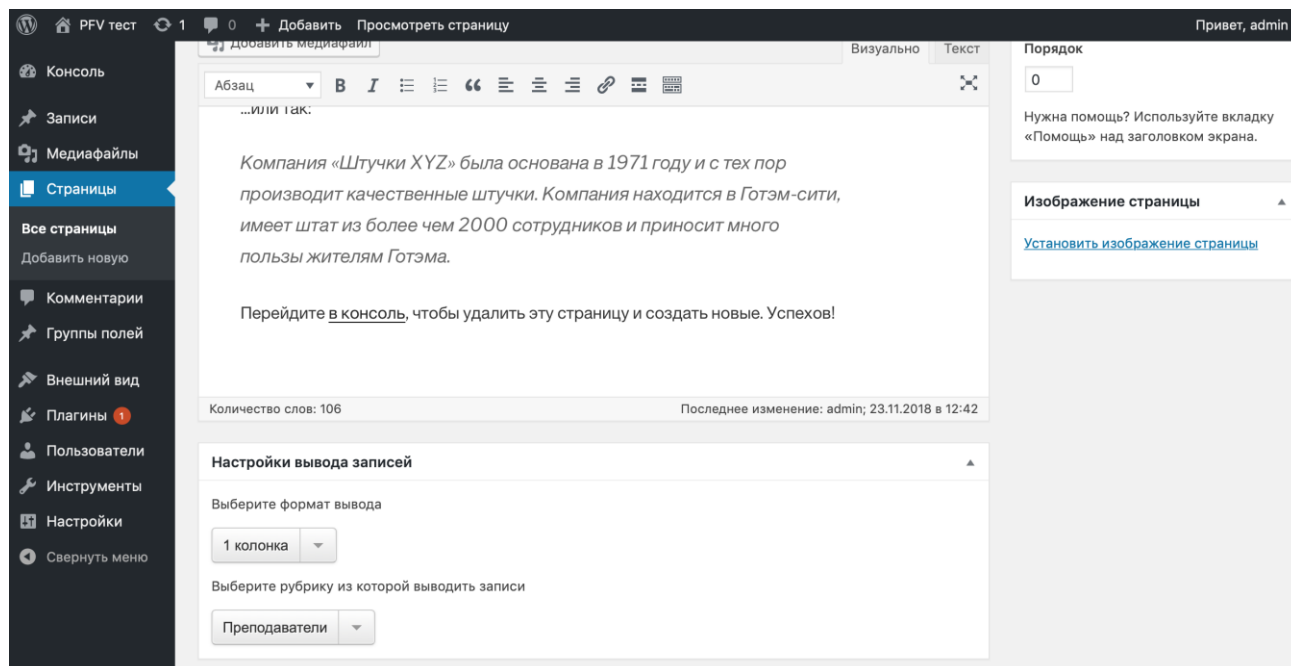 PFV тест 1 0 + Добавить Просмотреть страницу Привет, admin
Консоль
Записи
Медиафайлы
Страницы
Все страницы
Добавить новую
Комментарии
Группы полей
Внешний вид
Плагины 1
Пользователи
Инструменты
Настройки
Свернуть меню
Добавить медиафайл
Визуально Текст
Абзац
B I
...или так:
Компания «Штучки XYZ» была основана в 1971 году и с тех пор
производит качественные штучки. Компания находится в Готэм-сити,
имеет штат из более чем 2000 сотрудников и приносит много
пользы жителям Готэма.
Перейдите в консоль, чтобы удалить эту страницу и создать новые. Успехов!
Количество слов: 106 Последнее изменение: admin; 23.11.2018 в 12:42
Настройки вывода записей
Выберите формат вывода
1 колонка
Выберите рубрику из которой выводить записи
Преподаватели
Порядок
0
Нужна помощь? Используйте вкладку
«Помощь» над заголовком экрана.
Изображение страницы
Установить изображение страницы